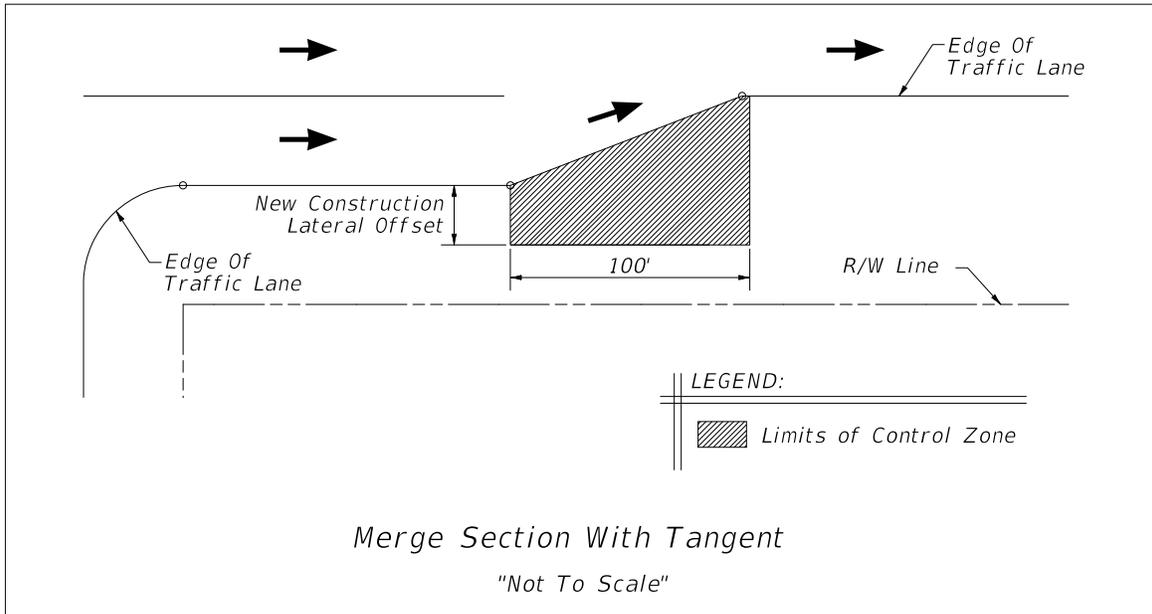 Edge Of
Traffic Lane
New Construction
Lateral Offset
Edge Of
Traffic Lane
100'
R/W Line
LEGEND:
Limits of Control Zone
Merge Section With Tangent
"Not To Scale"